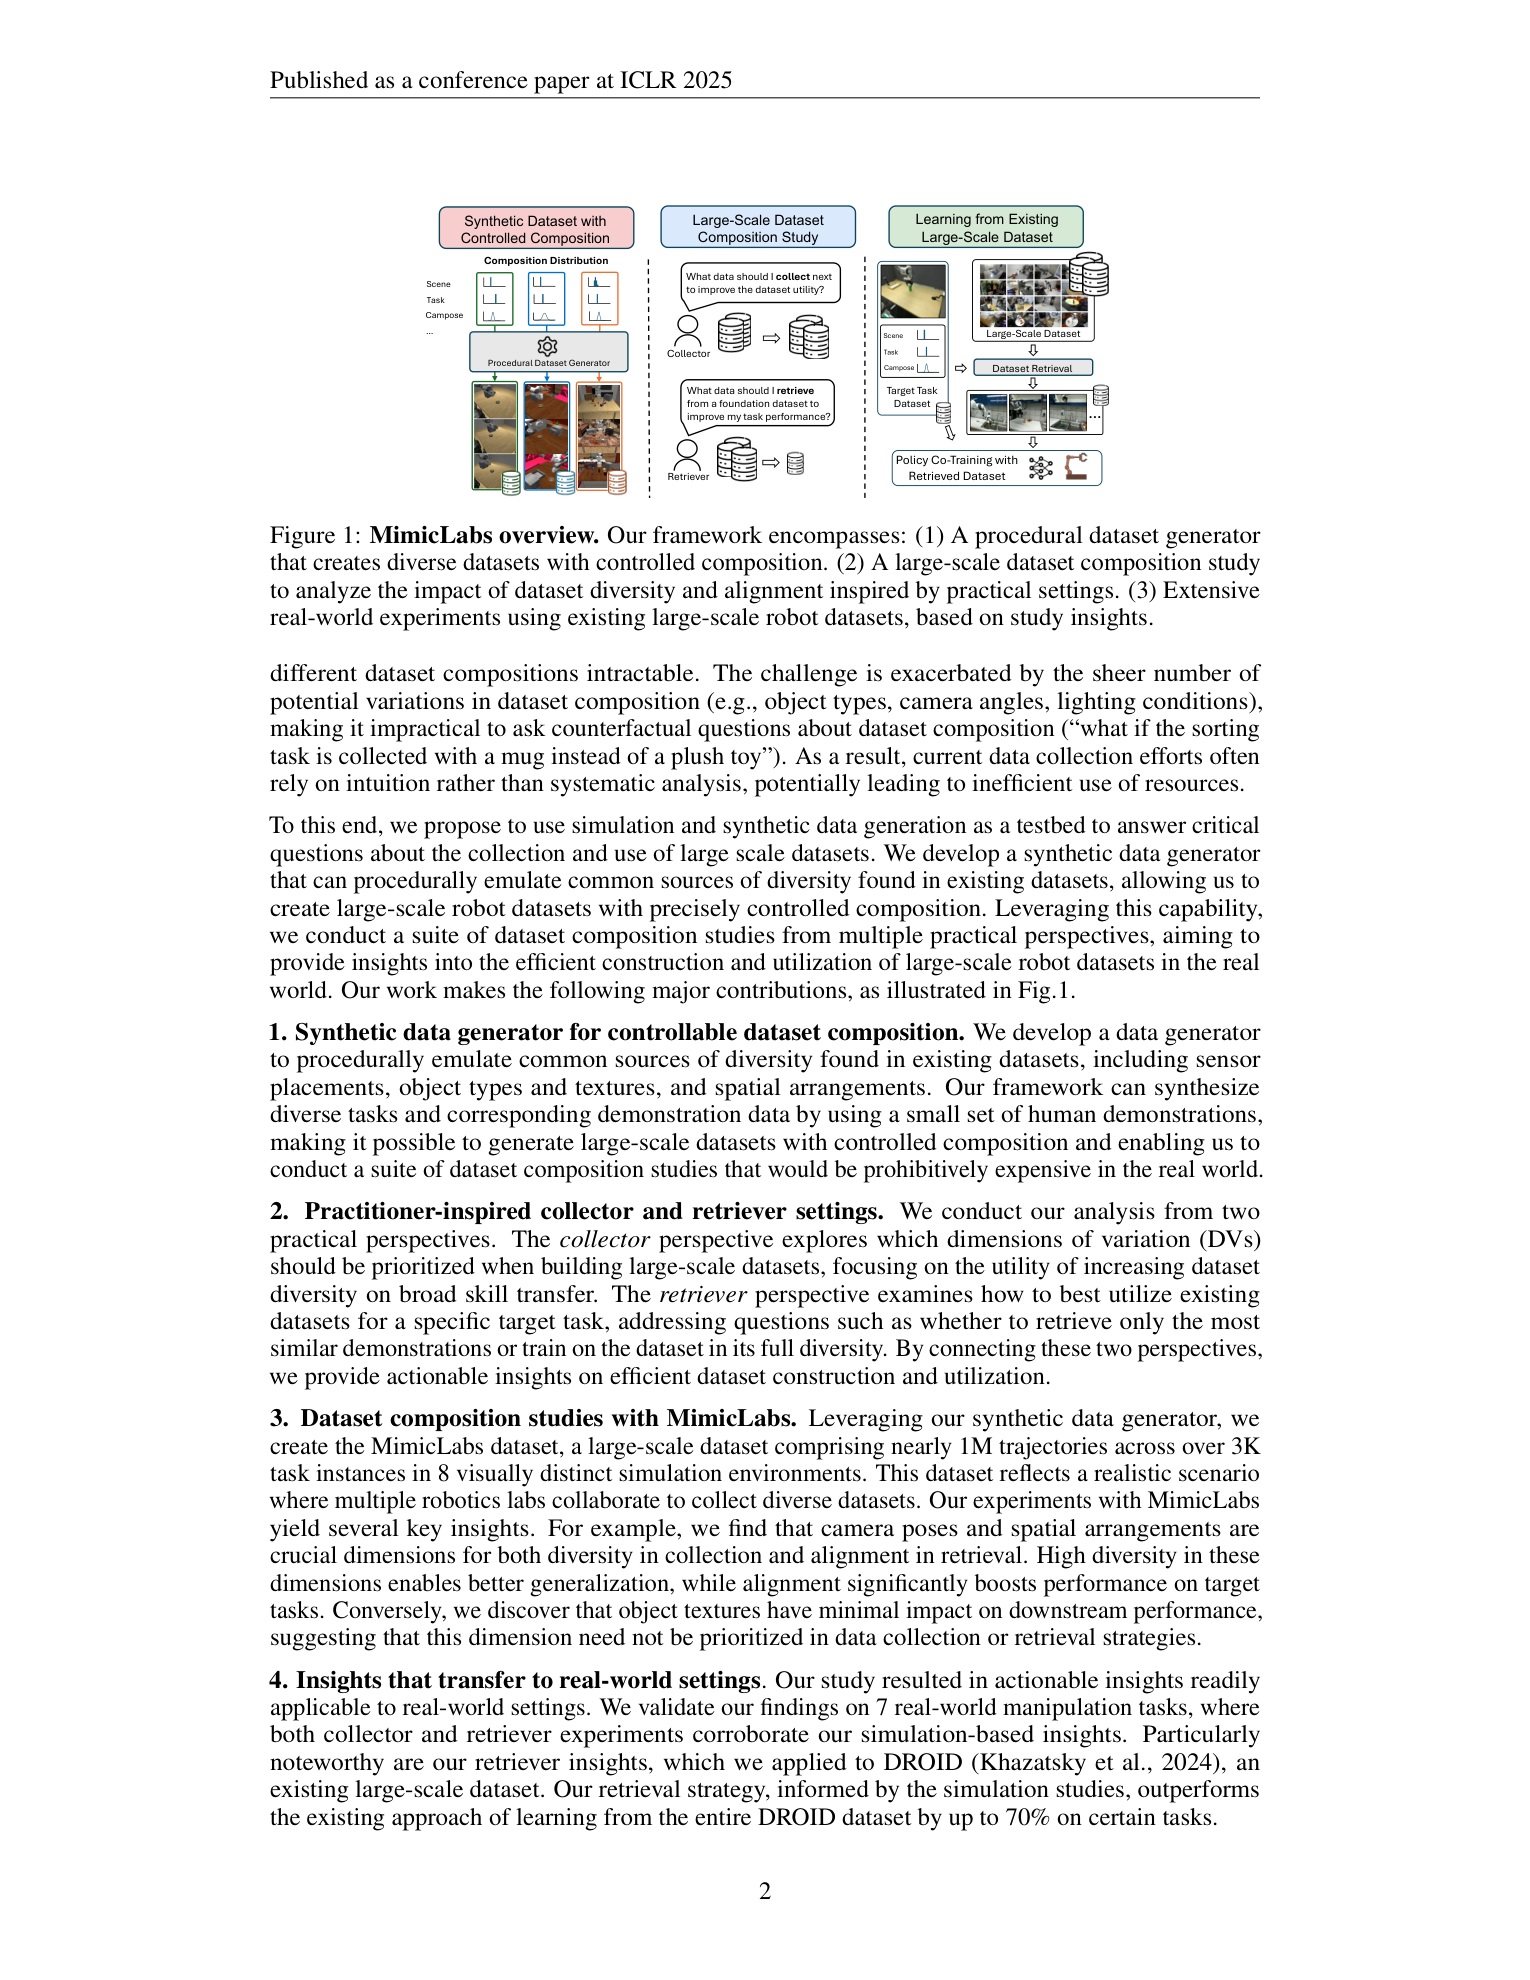 Published as a conference paper at ICLR 2025
Synthetic Dataset with
Controlled Composition
Composition Distribution
Scene
Task
Campose
...
Procedural Dataset Generator
Large-Scale Dataset
Composition Study
What data should I collect next
to improve the dataset utility?
Collector
What data should I retrieve
from a foundation dataset to
improve my task performance?
Retriever
Learning from Existing
Large-Scale Dataset
Scene
Task
Campose
Target Task
Dataset
Large-Scale Dataset
Dataset Retrieval
...
Policy Co-Training with
Retrieved Dataset
Figure 1: MimicLabs overview. Our framework encompasses: (1) A procedural dataset generator
that creates diverse datasets with controlled composition. (2) A large-scale dataset composition study
to analyze the impact of dataset diversity and alignment inspired by practical settings. (3) Extensive
real-world experiments using existing large-scale robot datasets, based on study insights.
different dataset compositions intractable. The challenge is exacerbated by the sheer number of
potential variations in dataset composition (e.g., object types, camera angles, lighting conditions),
making it impractical to ask counterfactual questions about dataset composition (“what if the sorting
task is collected with a mug instead of a plush toy”). As a result, current data collection efforts often
rely on intuition rather than systematic analysis, potentially leading to inefficient use of resources.
To this end, we propose to use simulation and synthetic data generation as a testbed to answer critical
questions about the collection and use of large scale datasets. We develop a synthetic data generator
that can procedurally emulate common sources of diversity found in existing datasets, allowing us to
create large-scale robot datasets with precisely controlled composition. Leveraging this capability,
we conduct a suite of dataset composition studies from multiple practical perspectives, aiming to
provide insights into the efficient construction and utilization of large-scale robot datasets in the real
world. Our work makes the following major contributions, as illustrated in Fig.1.
1. Synthetic data generator for controllable dataset composition. We develop a data generator
to procedurally emulate common sources of diversity found in existing datasets, including sensor
placements, object types and textures, and spatial arrangements. Our framework can synthesize
diverse tasks and corresponding demonstration data by using a small set of human demonstrations,
making it possible to generate large-scale datasets with controlled composition and enabling us to
conduct a suite of dataset composition studies that would be prohibitively expensive in the real world.
2. Practitioner-inspired collector and retriever settings. We conduct our analysis from two
practical perspectives. The collector perspective explores which dimensions of variation (DVs)
should be prioritized when building large-scale datasets, focusing on the utility of increasing dataset
diversity on broad skill transfer. The retriever perspective examines how to best utilize existing
datasets for a specific target task, addressing questions such as whether to retrieve only the most
similar demonstrations or train on the dataset in its full diversity. By connecting these two perspectives,
we provide actionable insights on efficient dataset construction and utilization.
3. Dataset composition studies with MimicLabs. Leveraging our synthetic data generator, we
create the MimicLabs dataset, a large-scale dataset comprising nearly 1M trajectories across over 3K
task instances in 8 visually distinct simulation environments. This dataset reflects a realistic scenario
where multiple robotics labs collaborate to collect diverse datasets. Our experiments with MimicLabs
yield several key insights. For example, we find that camera poses and spatial arrangements are
crucial dimensions for both diversity in collection and alignment in retrieval. High diversity in these
dimensions enables better generalization, while alignment significantly boosts performance on target
tasks. Conversely, we discover that object textures have minimal impact on downstream performance,
suggesting that this dimension need not be prioritized in data collection or retrieval strategies.
4. Insights that transfer to real-world settings. Our study resulted in actionable insights readily
applicable to real-world settings. We validate our findings on 7 real-world manipulation tasks, where
both collector and retriever experiments corroborate our simulation-based insights. Particularly
noteworthy are our retriever insights, which we applied to DROID (Khazatsky et al., 2024), an
existing large-scale dataset. Our retrieval strategy, informed by the simulation studies, outperforms
the existing approach of learning from the entire DROID dataset by up to 70% on certain tasks.
2